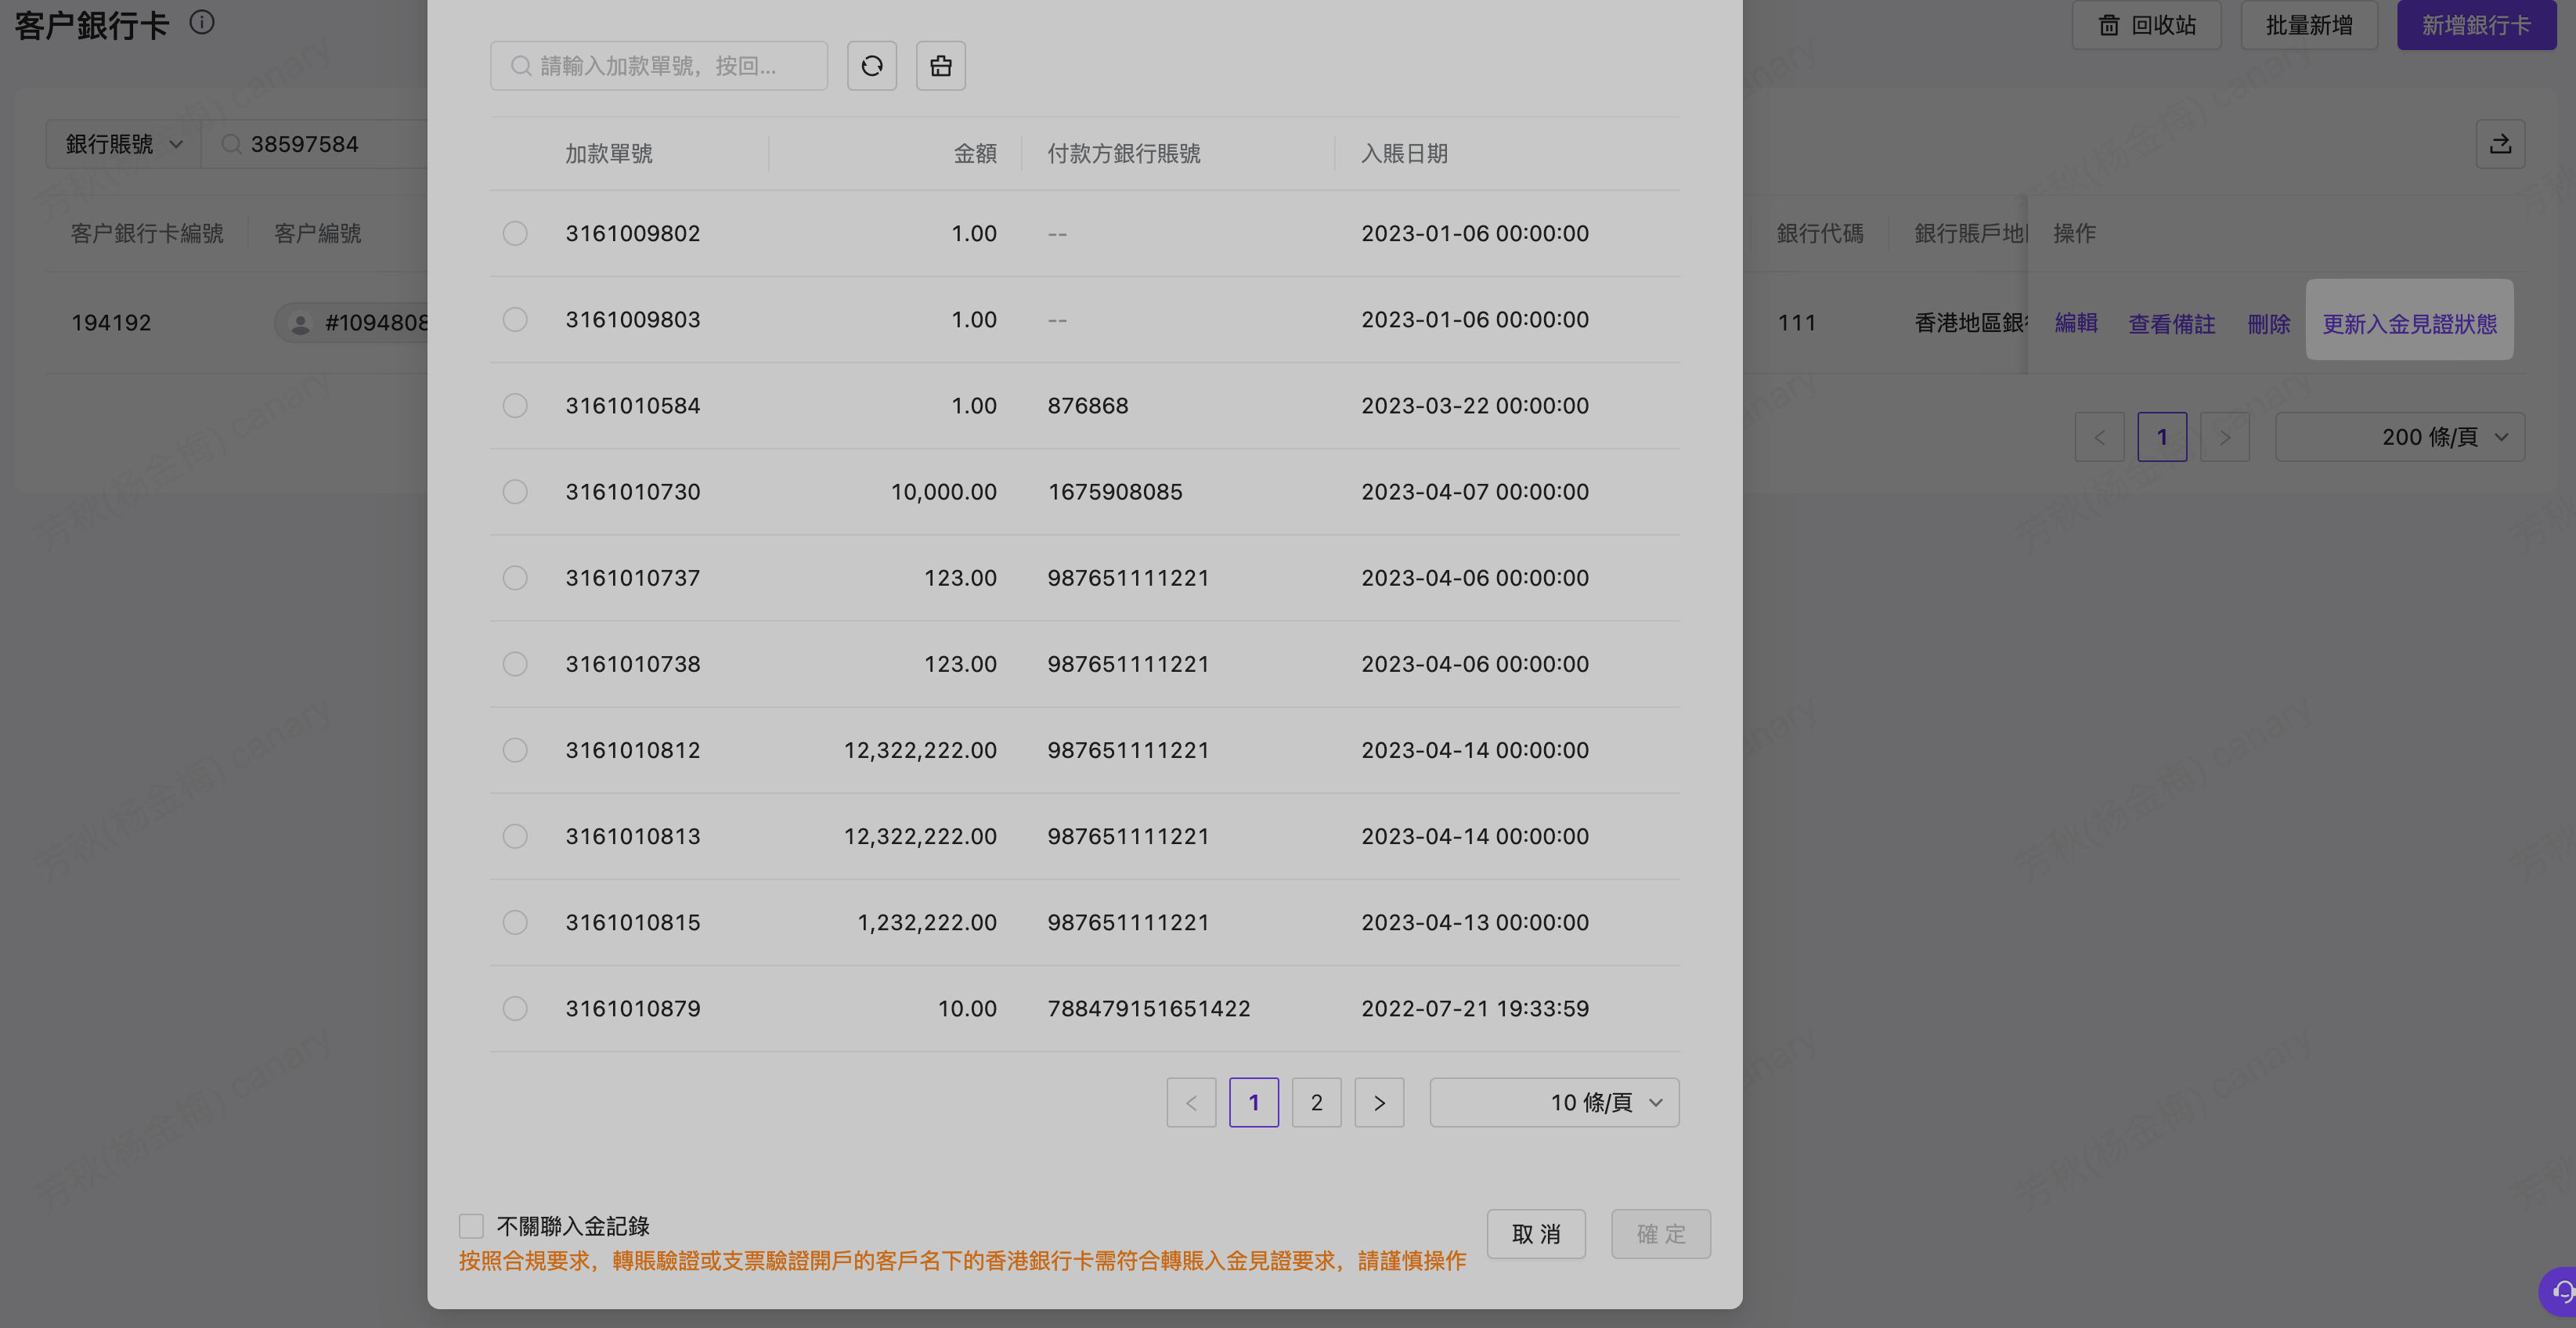 客户銀行卡
回收站
批量新增
新增銀行卡
銀行賬號
38597584
客户銀行卡編號
客户編號
194192
#1094808
請輸入加款單號，按回...
加款單號
金額
付款方銀行賬號
入賬日期
3161009802 1.00 -- 2023-01-06 00:00:00
3161009803 1.00 -- 2023-01-06 00:00:00
3161010584 1.00 876868 2023-03-22 00:00:00
3161010730 10,000.00 1675908085 2023-04-07 00:00:00
3161010737 123.00 987651111221 2023-04-06 00:00:00
3161010738 123.00 987651111221 2023-04-06 00:00:00
3161010812 12,322,222.00 987651111221 2023-04-14 00:00:00
3161010813 12,322,222.00 987651111221 2023-04-14 00:00:00
3161010815 1,232,222.00 987651111221 2023-04-13 00:00:00
3161010879 10.00 788479151651422 2022-07-21 19:33:59
1 2 10 條/頁
不關聯入金記錄
按照合規要求，轉賬驗證或支票驗證開戶的客戶名下的香港銀行卡需符合轉賬入金見證要求，請謹慎操作
取消
確定
銀行代碼
銀行賬戶地
操作
111
香港地區銀
編輯
查看備註
刪除
更新入金見證狀態
1
200 條/頁
芳秋(杨金梅) canary